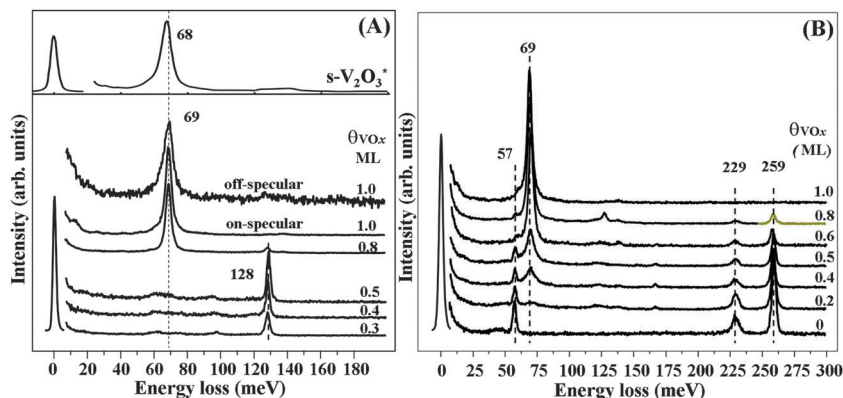 (A)
68
s-V₂O₃*
69
θVOx
ML
off-specular
1.0
on-specular
1.0
0.8
128
0.5
0.4
0.3
Intensity (arb. units)
0 20 40 60 80 100 120 140 160 180
Energy loss (meV)
(B)
69
θVOx
(ML)
57
229
259
1.0
0.8
0.6
0.5
0.4
0.2
0
Intensity (arb. units)
0 25 50 75 100 125 150 175 200 225 250 275 300
Energy loss (meV)